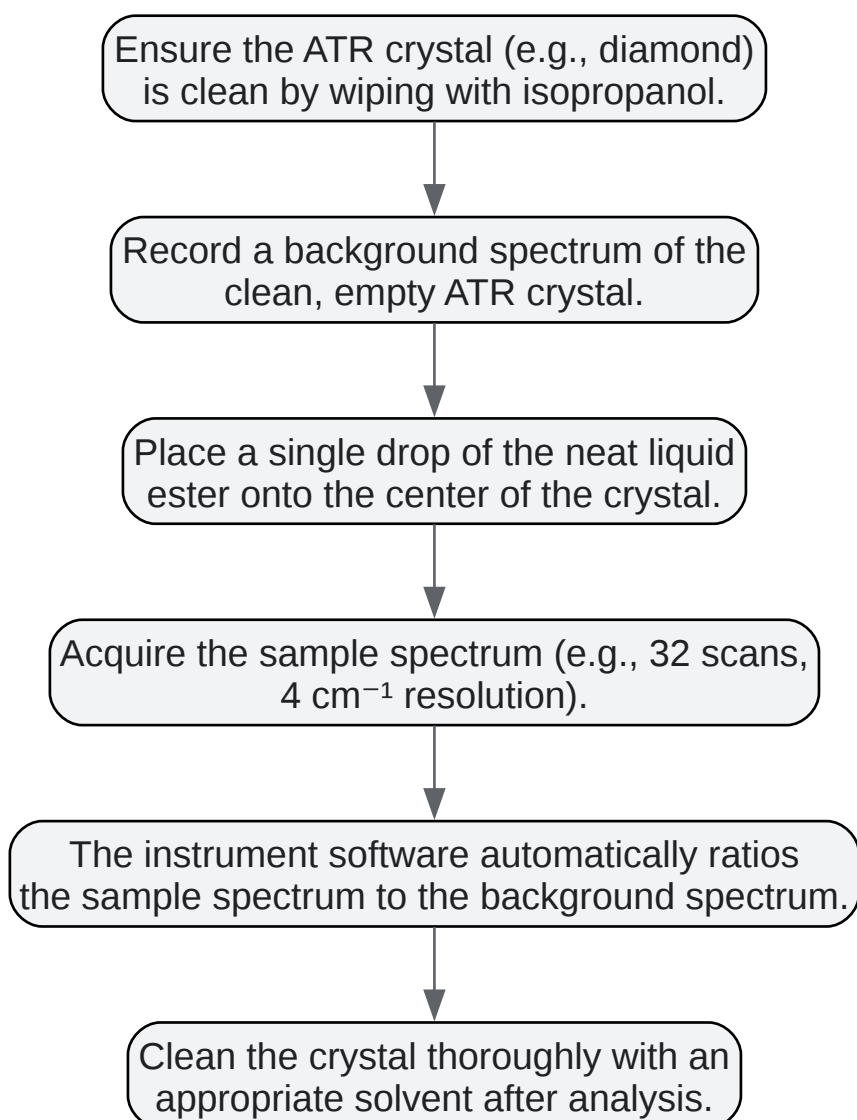 Ensure the ATR crystal (e.g., diamond)
is clean by wiping with isopropanol.
Record a background spectrum of the
clean, empty ATR crystal.
Place a single drop of the neat liquid
ester onto the center of the crystal.
Acquire the sample spectrum (e.g., 32 scans,
4 cm⁻¹ resolution).
The instrument software automatically ratios
the sample spectrum to the background spectrum.
Clean the crystal thoroughly with an
appropriate solvent after analysis.